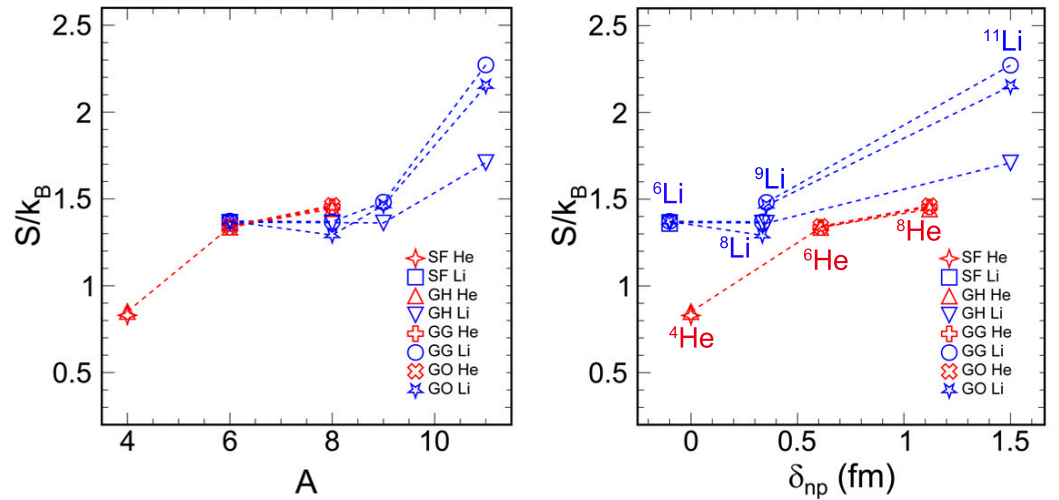 2.5
2
1.5
1
0.5
S/k_B
4
6
8
10
A
SF He
SF Li
GH He
GH Li
GG He
GG Li
GO He
GO Li
2.5
2
1.5
1
0.5
S/k_B
¹¹Li
⁹Li
⁶Li
⁸Li
⁸He
⁶He
⁴He
SF He
SF Li
GH He
GH Li
GG He
GG Li
GO He
GO Li
0
0.5
1
1.5
δ_np (fm)